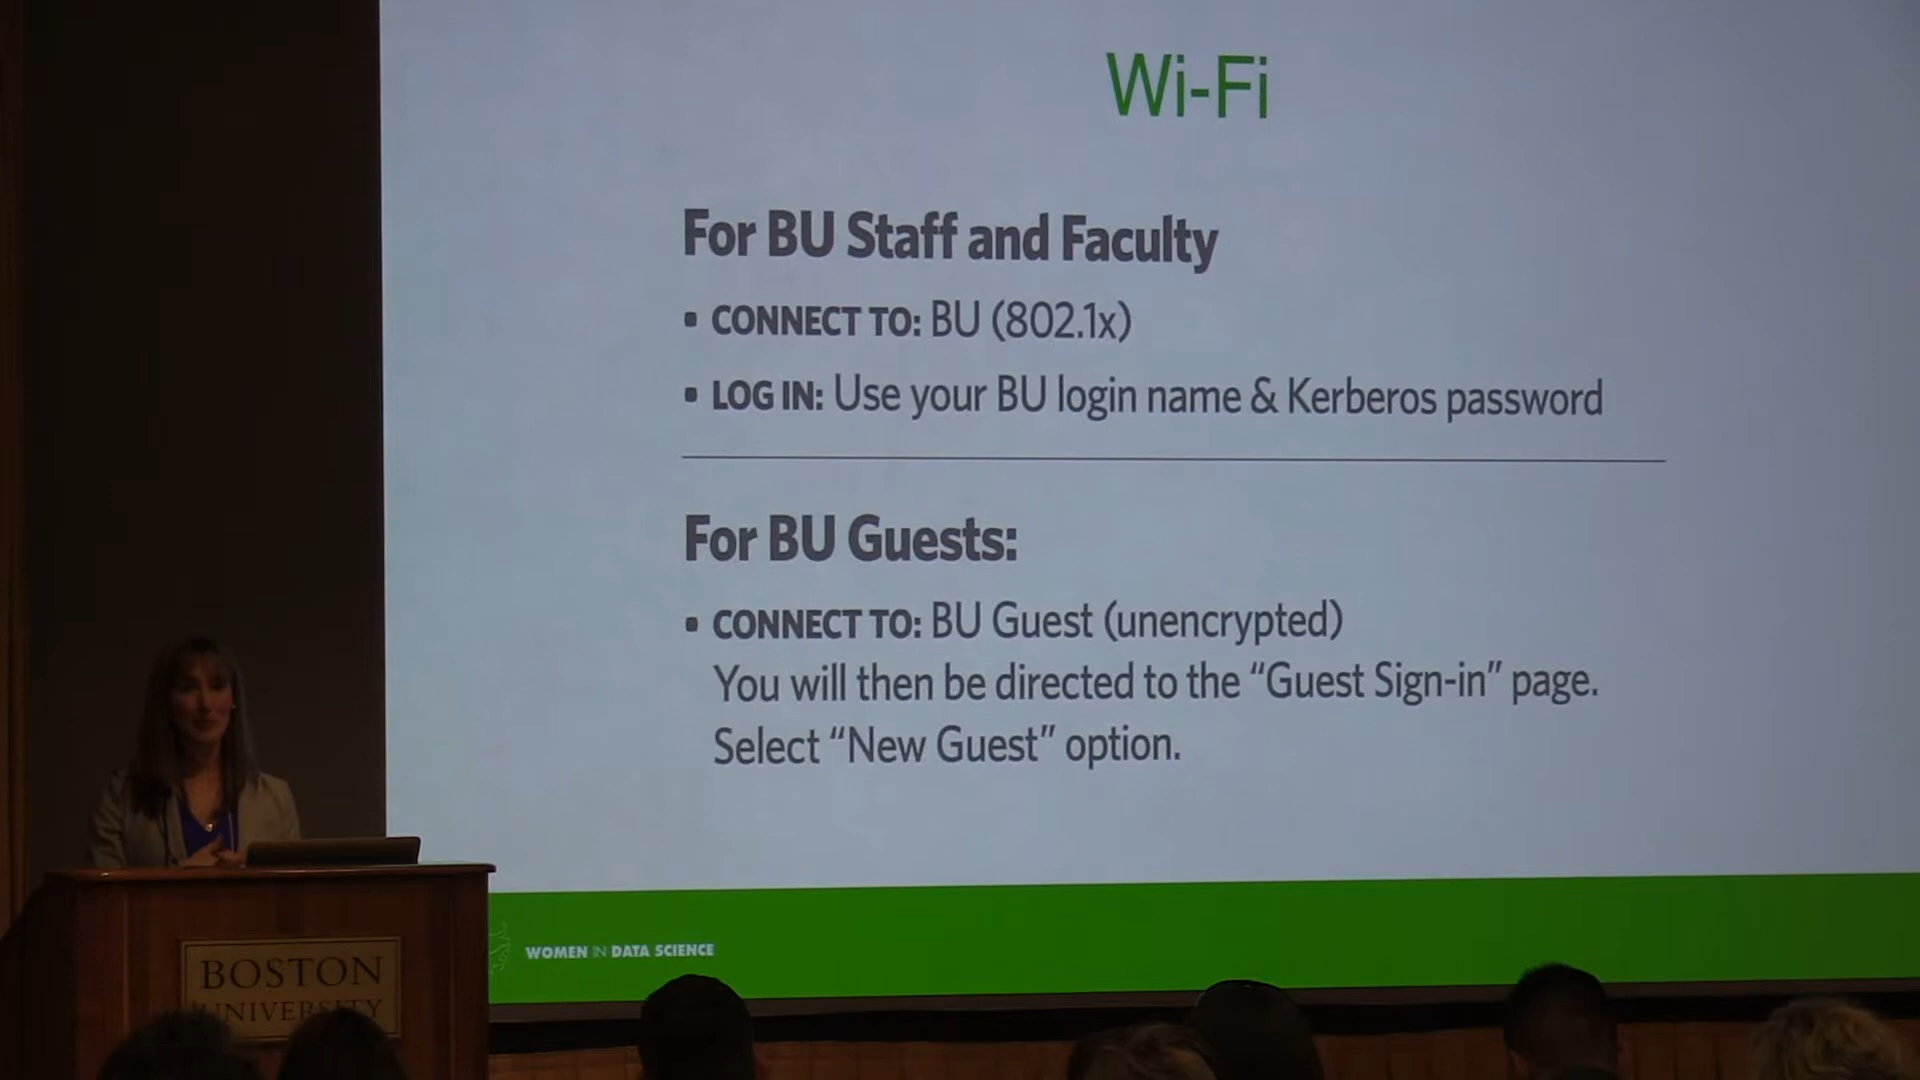 Wi-Fi
For BU Staff and Faculty
▪ CONNECT TO: BU (802.1x)
▪ LOG IN: Use your BU login name & Kerberos password
For BU Guests:
▪ CONNECT TO: BU Guest (unencrypted)
You will then be directed to the “Guest Sign-in” page.
Select “New Guest” option.
WOMEN IN DATA SCIENCE
BOSTON
UNIVERSITY